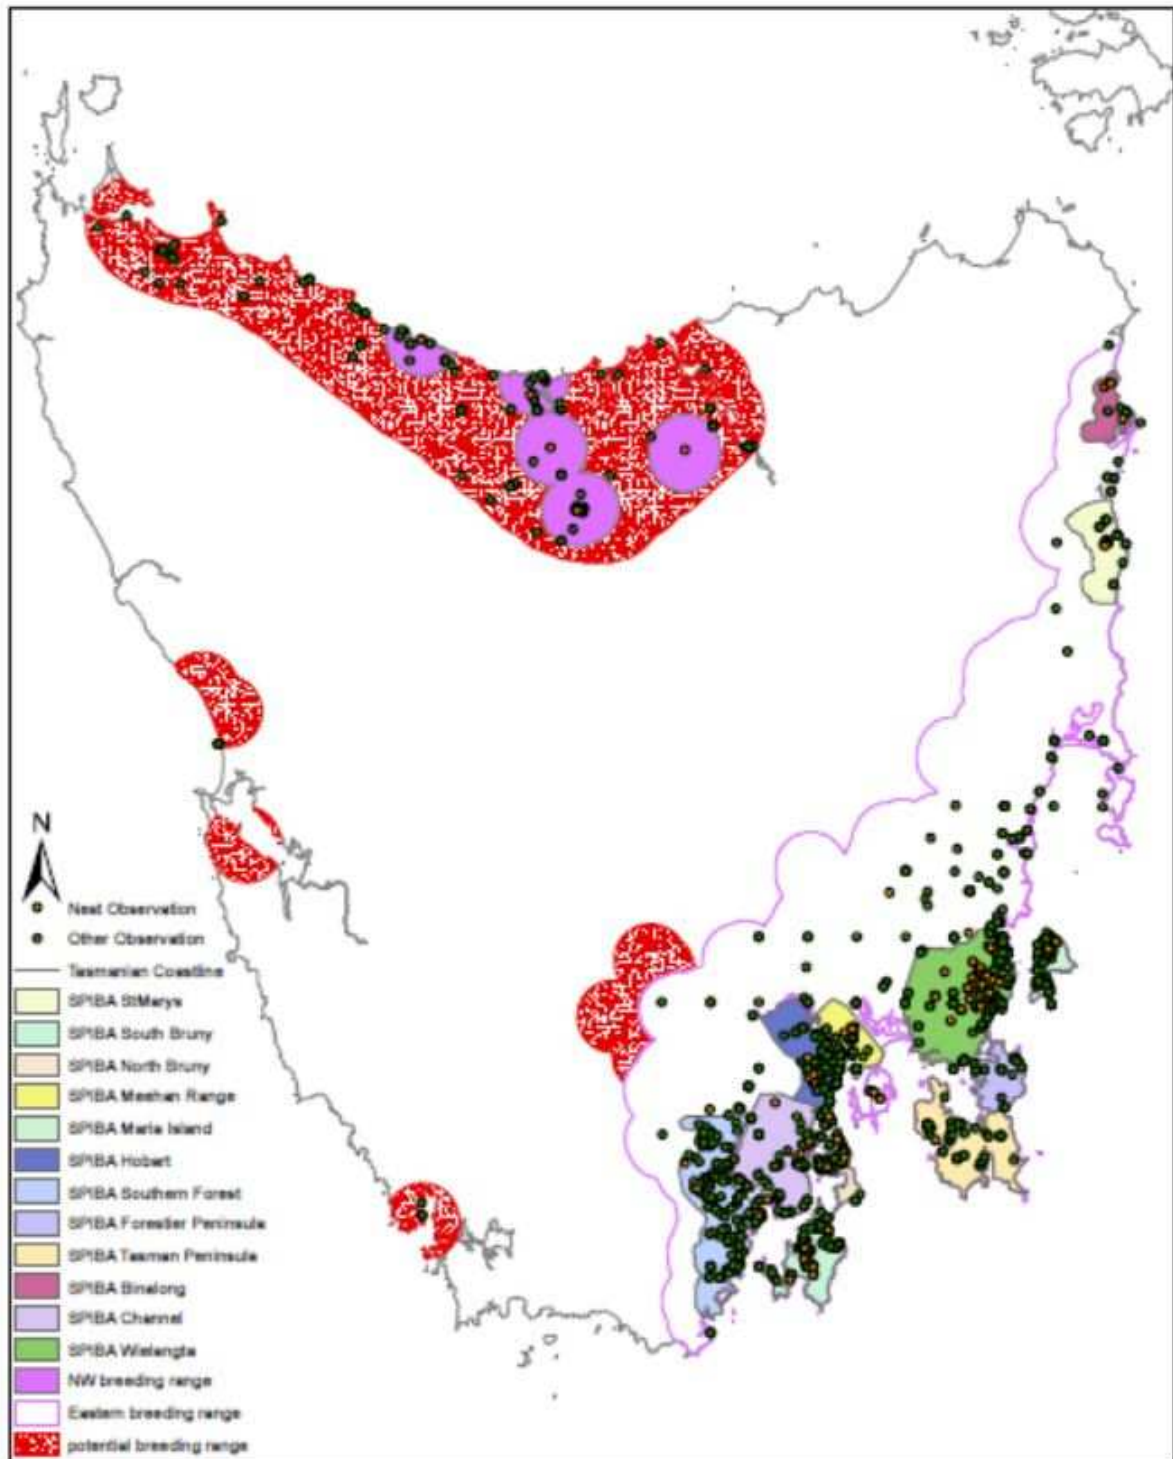 N
Nest Observation
Other Observation
Tasmanian Coastline
SPIBA StMarys
SPIBA South Bruny
SPIBA North Bruny
SPIBA Meehan Range
SPIBA Maria Island
SPIBA Hobart
SPIBA Southern Forest
SPIBA Forestier Peninsula
SPIBA Tasman Peninsula
SPIBA Binalong
SPIBA Channel
SPIBA Wielangta
NW breeding range
Eastern breeding range
potential breeding range